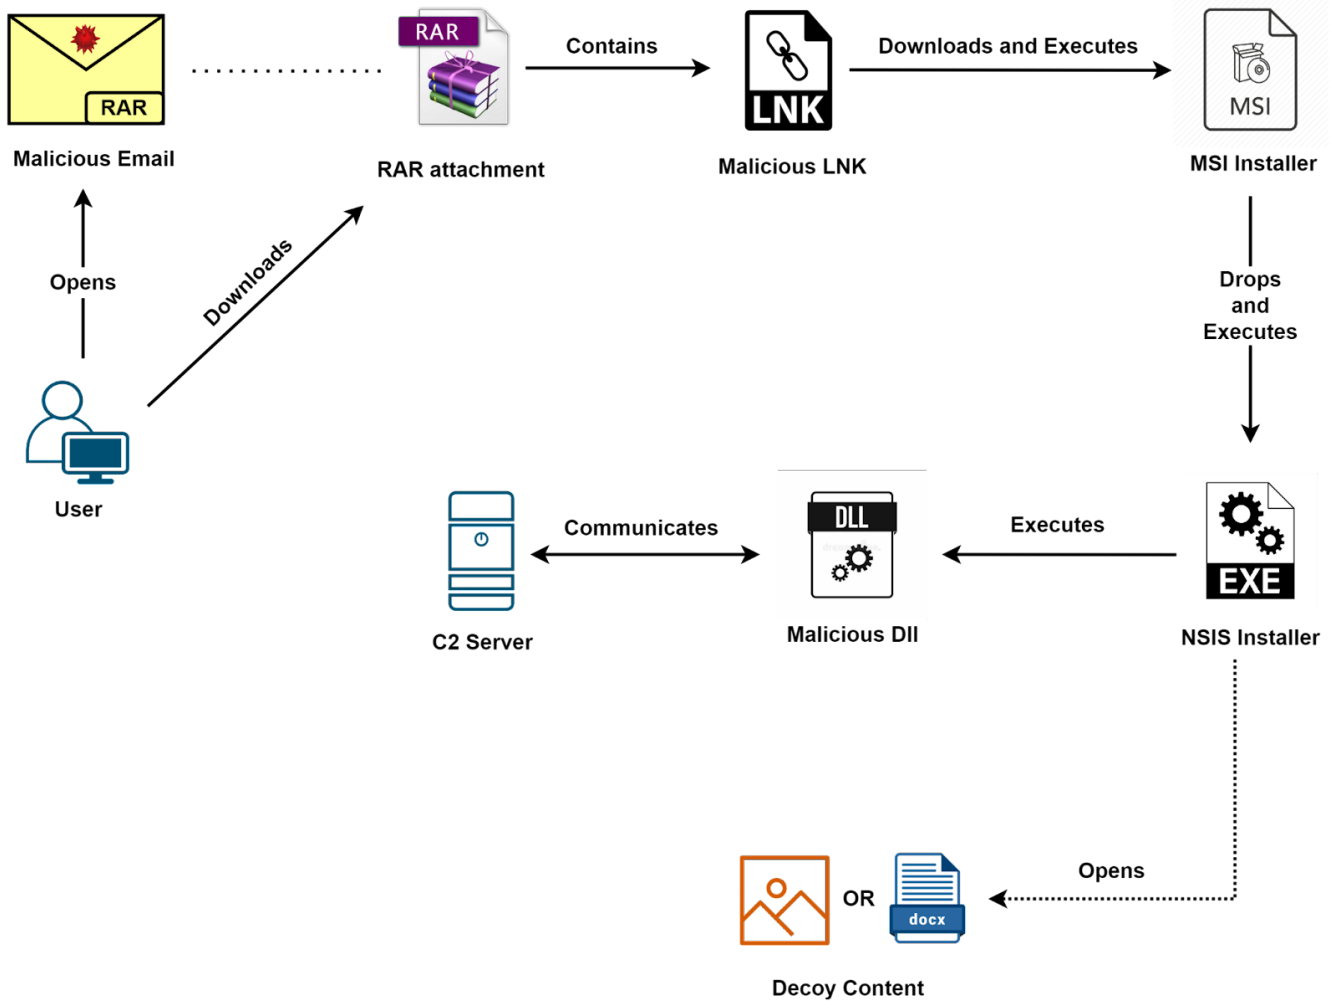 RAR
Malicious Email
RAR
RAR attachment
Contains
LNK
Malicious LNK
Downloads and Executes
MSI
MSI Installer
Opens
Downloads
User
Drops
and
Executes
C2 Server
Communicates
DLL
Malicious Dll
Executes
EXE
NSIS Installer
OR
docx
Opens
Decoy Content